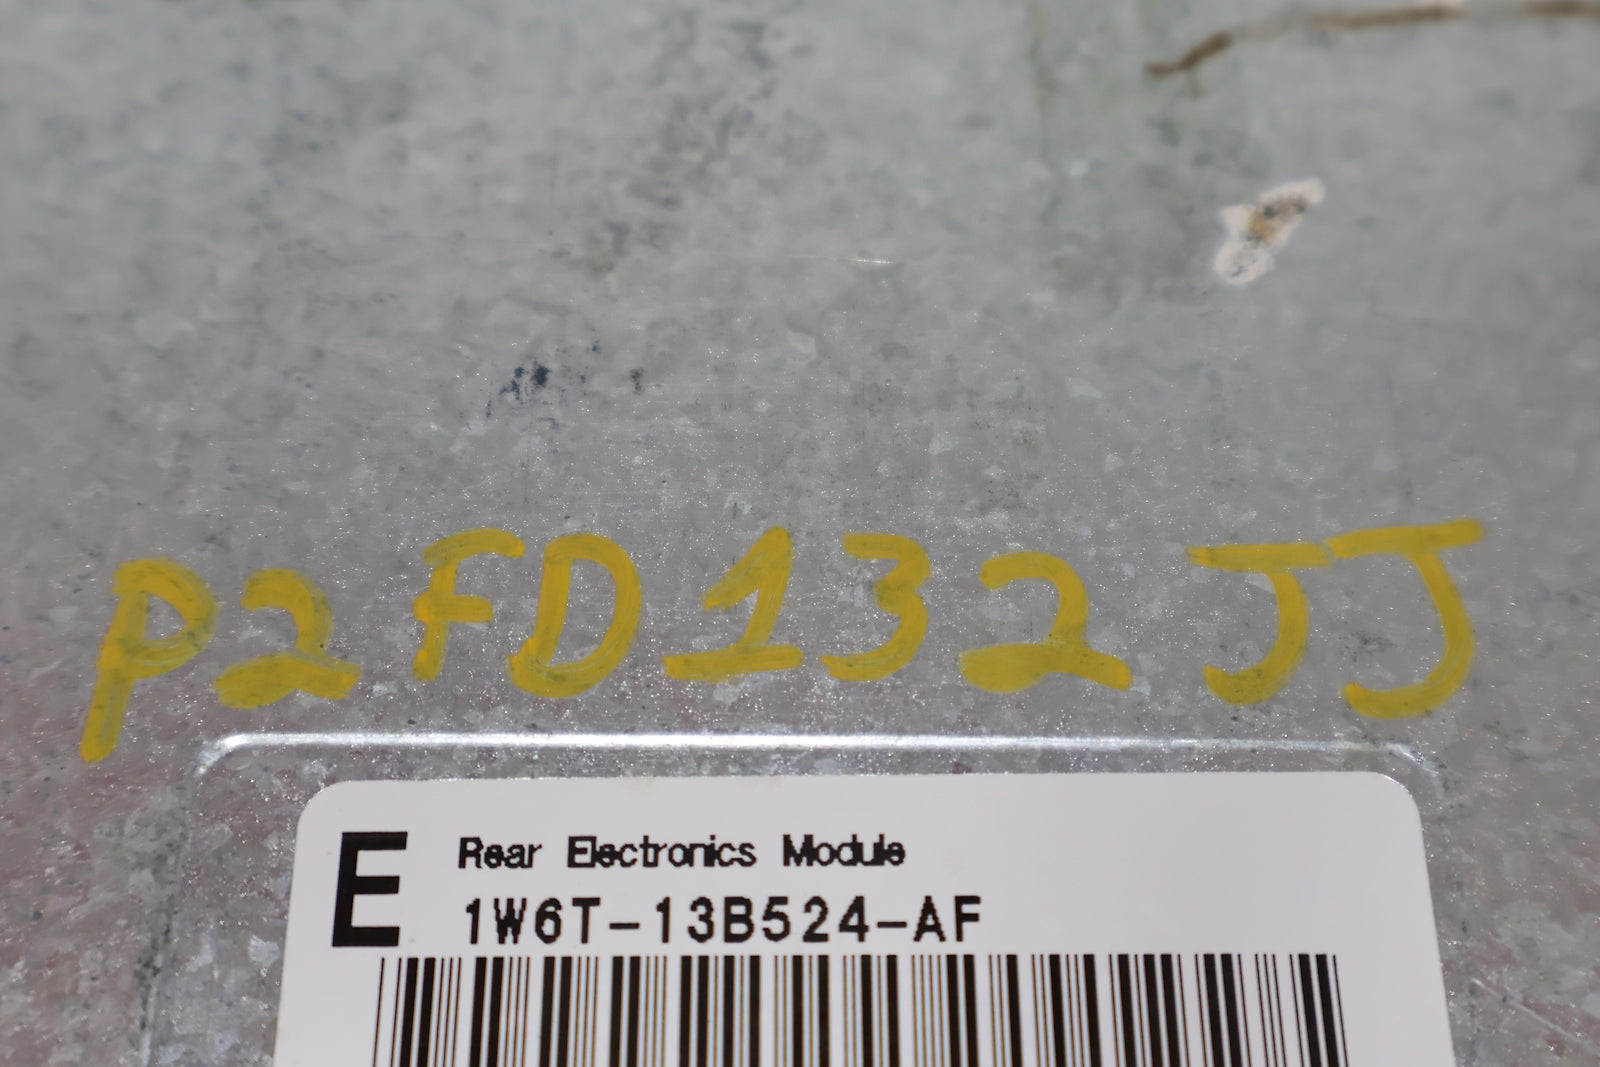 P2FD132JJ
E
Rear Electronics Module
1W6T-13B524-AF